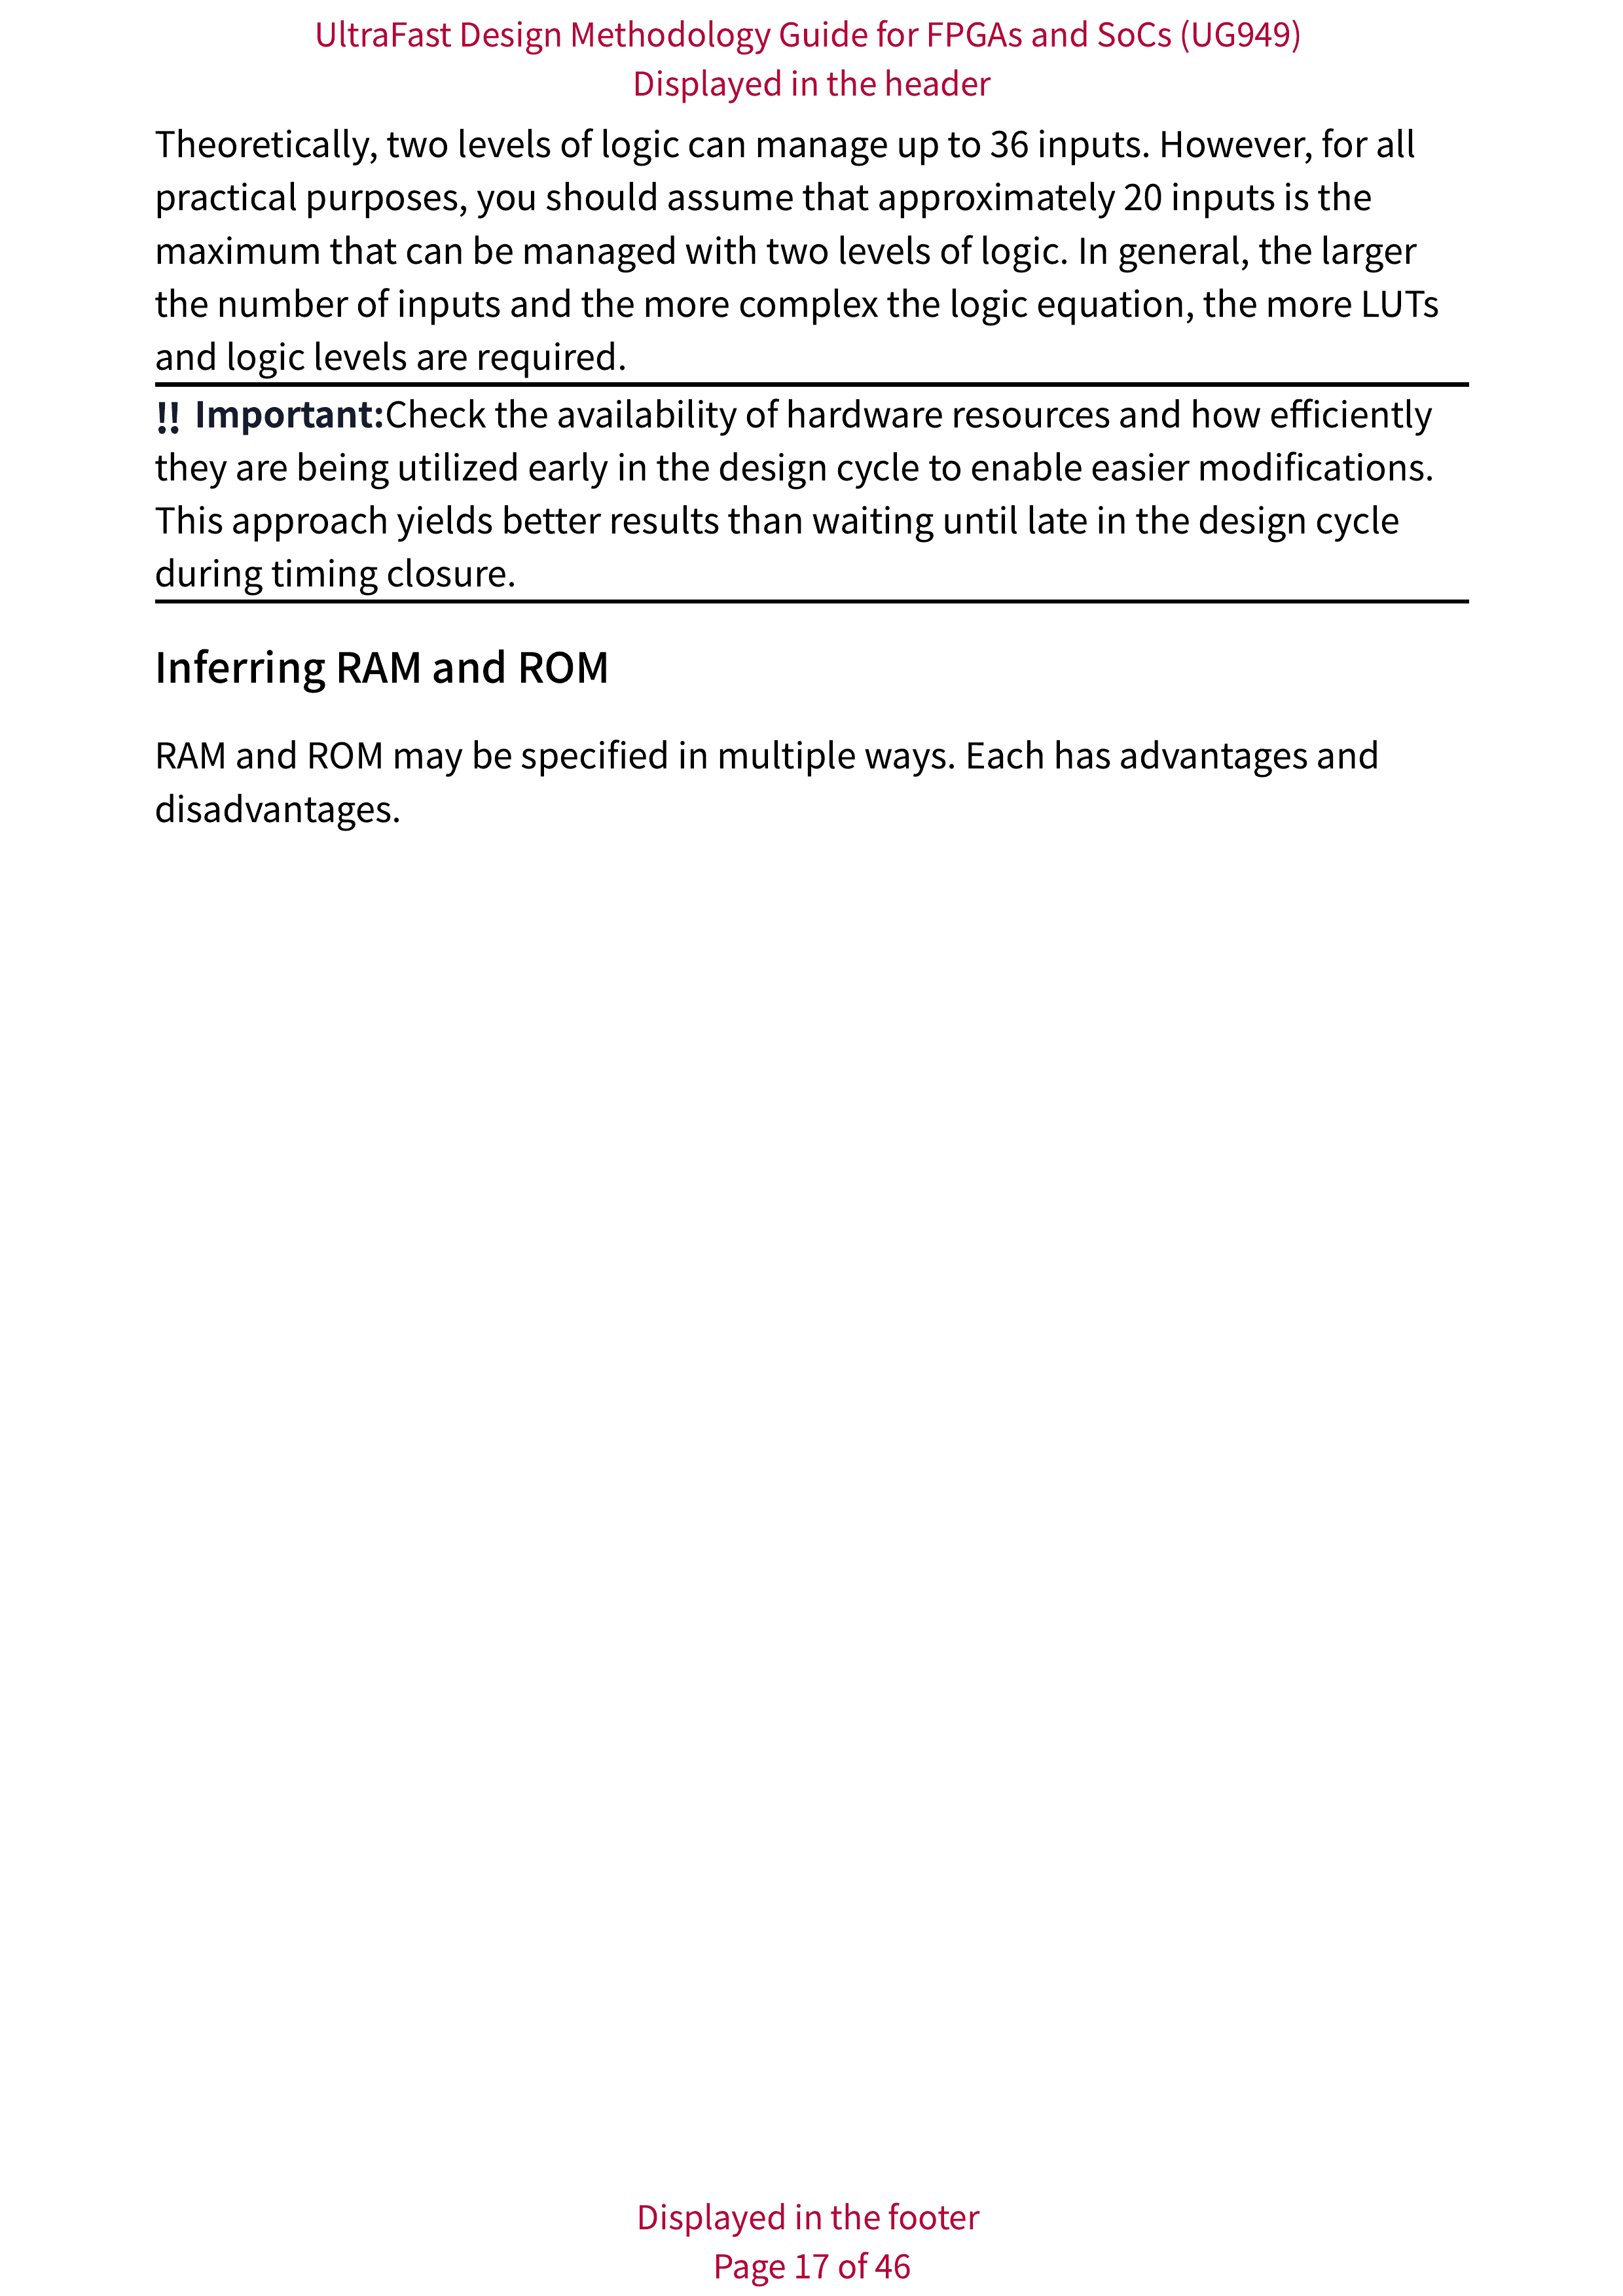 UltraFast Design Methodology Guide for FPGAs and SoCs (UG949)
Displayed in the header
Theoretically, two levels of logic can manage up to 36 inputs. However, for all
practical purposes, you should assume that approximately 20 inputs is the
maximum that can be managed with two levels of logic. In general, the larger
the number of inputs and the more complex the logic equation, the more LUTs
and logic levels are required.
‼ Important:Check the availability of hardware resources and how efficiently
they are being utilized early in the design cycle to enable easier modifications.
This approach yields better results than waiting until late in the design cycle
during timing closure.
Inferring RAM and ROM
RAM and ROM may be specified in multiple ways. Each has advantages and
disadvantages.
Displayed in the footer
Page 17 of 46